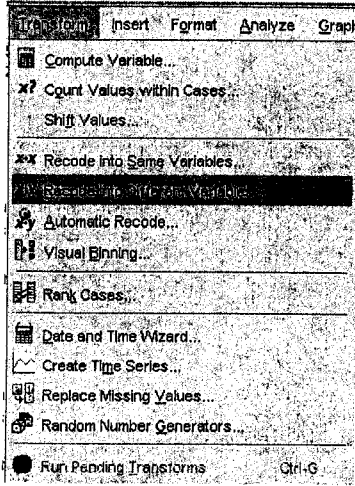 Transform Insert Format Analyze Graph
Compute Variable...
x? Count Values within Cases...
Shift Values...
x•x Recode into Same Variables...
Recode into Different Variables...
Automatic Recode...
Visual Binning...
Rank Cases...
Date and Time Wizard...
Create Time Series...
Replace Missing Values...
Random Number Generators...
Run Pending Transforms Ctrl-G